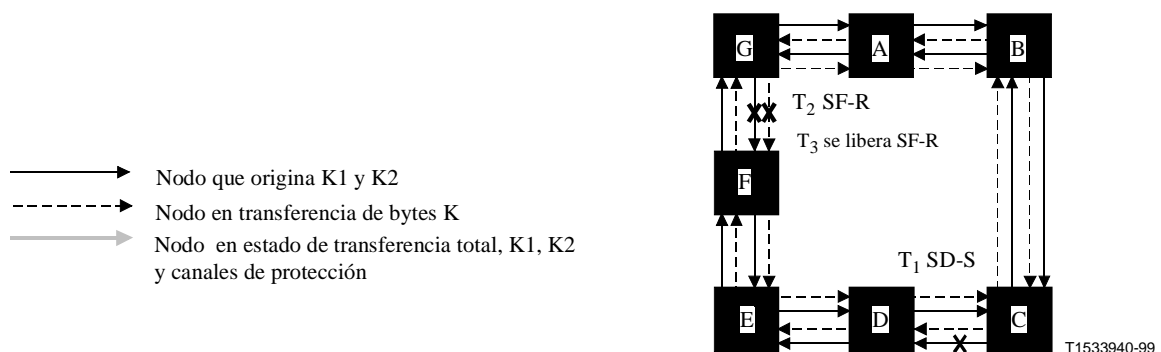 G A B
T2 SF-R
T3 se libera SF-R
F
Nodo que origina K1 y K2
Nodo en transferencia de bytes K
Nodo en estado de transferencia total, K1, K2
y canales de protección
T1 SD-S
E D C
T1533940-99